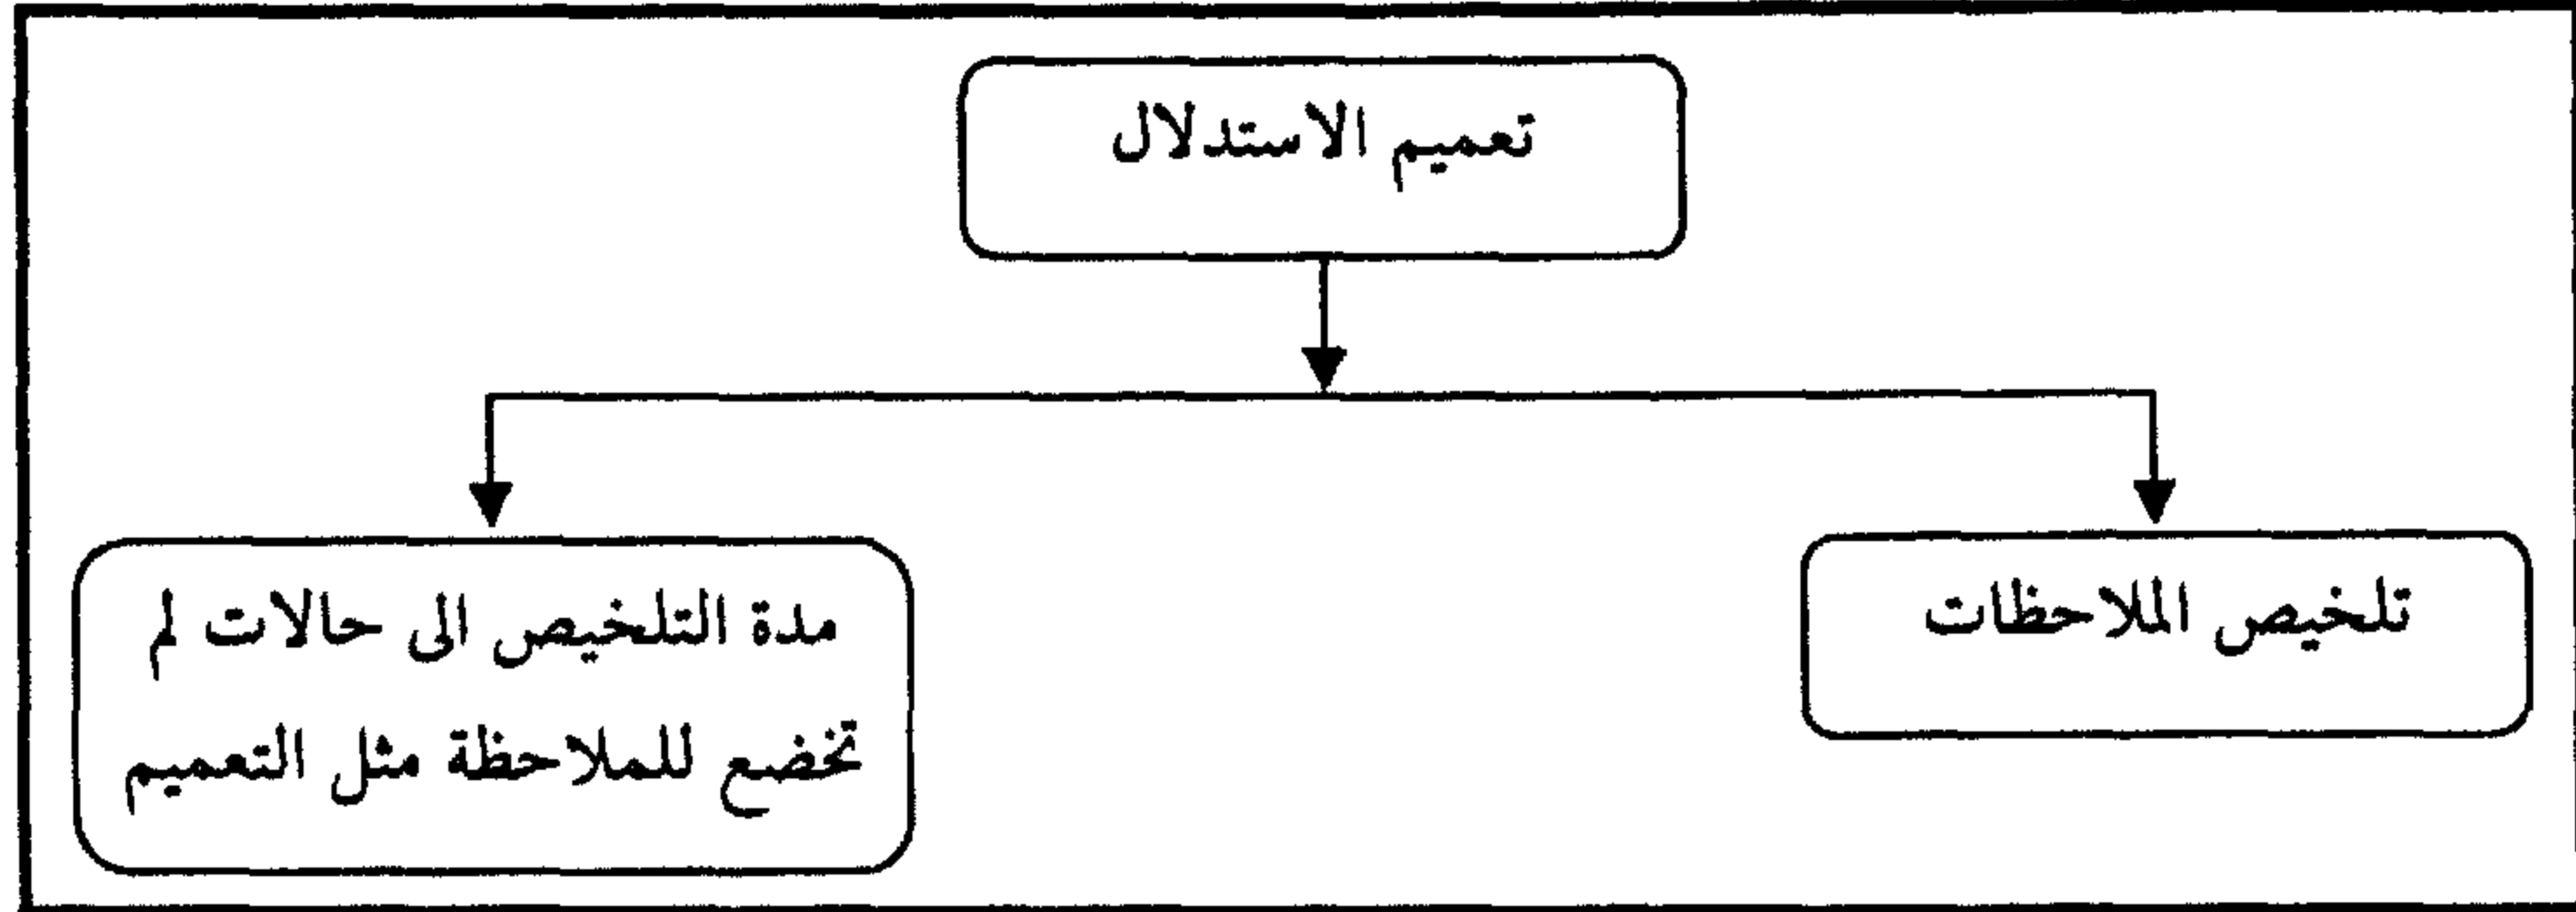 تعميم الاستدلال
تلخيص الملاحظات
مدة التلخيص الى حالات لم
تخضع للملاحظة مثل التعميم